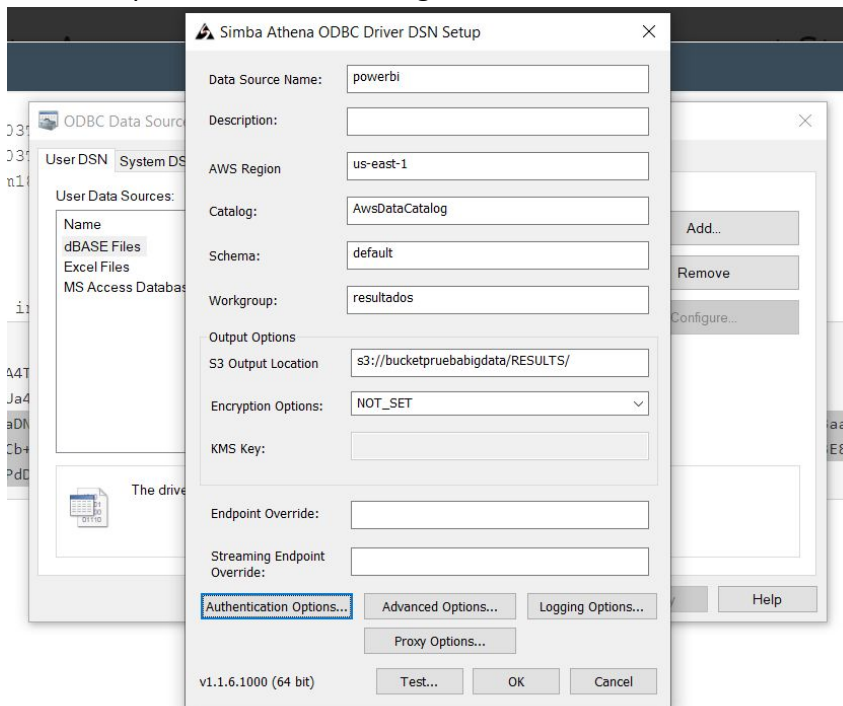 Simba Athena ODBC Driver DSN Setup
Data Source Name: powerbi
Description:
AWS Region us-east-1
Catalog: AwsDataCatalog
Schema: default
Workgroup: resultados
Output Options
S3 Output Location s3://bucketpruebabigdata/RESULTS/
Encryption Options: NOT_SET
KMS Key:
Endpoint Override:
Streaming Endpoint
Override:
Authentication Options... Advanced Options... Logging Options...
Proxy Options...
v1.1.6.1000 (64 bit) Test... OK Cancel
ODBC Data Sourc
User DSN System DS
User Data Sources:
Name
dBASE Files
Excel Files
MS Access Databas
Add...
Remove
Configure...
The drive
Help